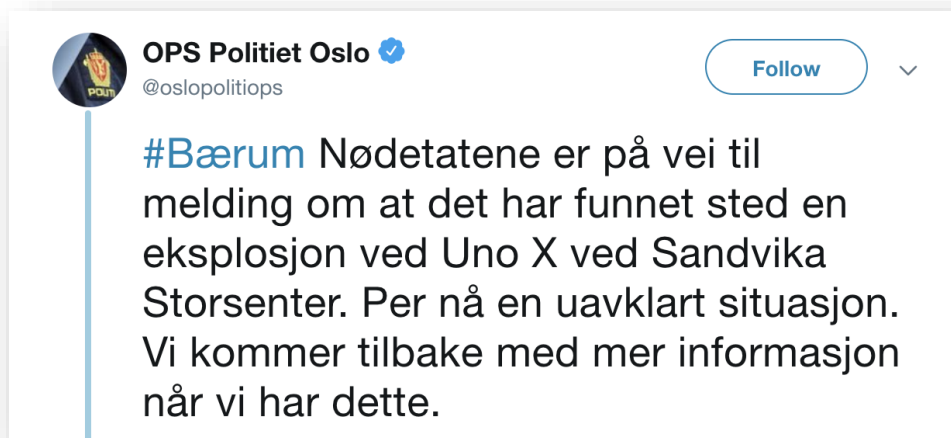 OPS Politiet Oslo
@oslopolitiops
Follow
POLITI
#Bærum Nødetatene er på vei til
melding om at det har funnet sted en
eksplosjon ved Uno X ved Sandvika
Storsenter. Per nå en uavklart situasjon.
Vi kommer tilbake med mer informasjon
når vi har dette.